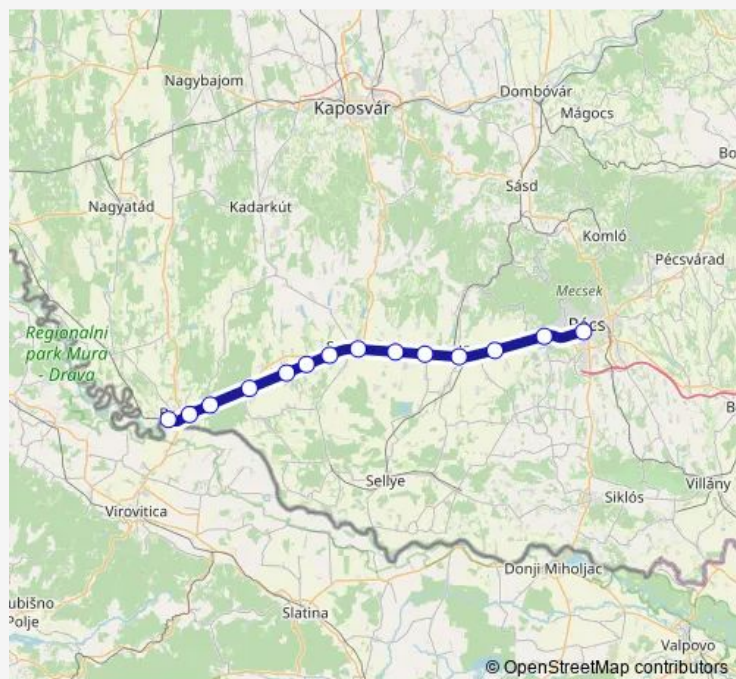 Nagybajom
Kaposvár
Dombóvár
Mágocs
Bo
Sásd
Nagyatád
Kadarkút
Komló
Pécsvárad
Mecsek
Pécs
Regionalni
park Mura
- Drava
B
Sellye
Siklós
Villány
Virovitica
Donji Miholjac
ubišno
Polje
Slatina
Valpovo
© OpenStreetMap contributors